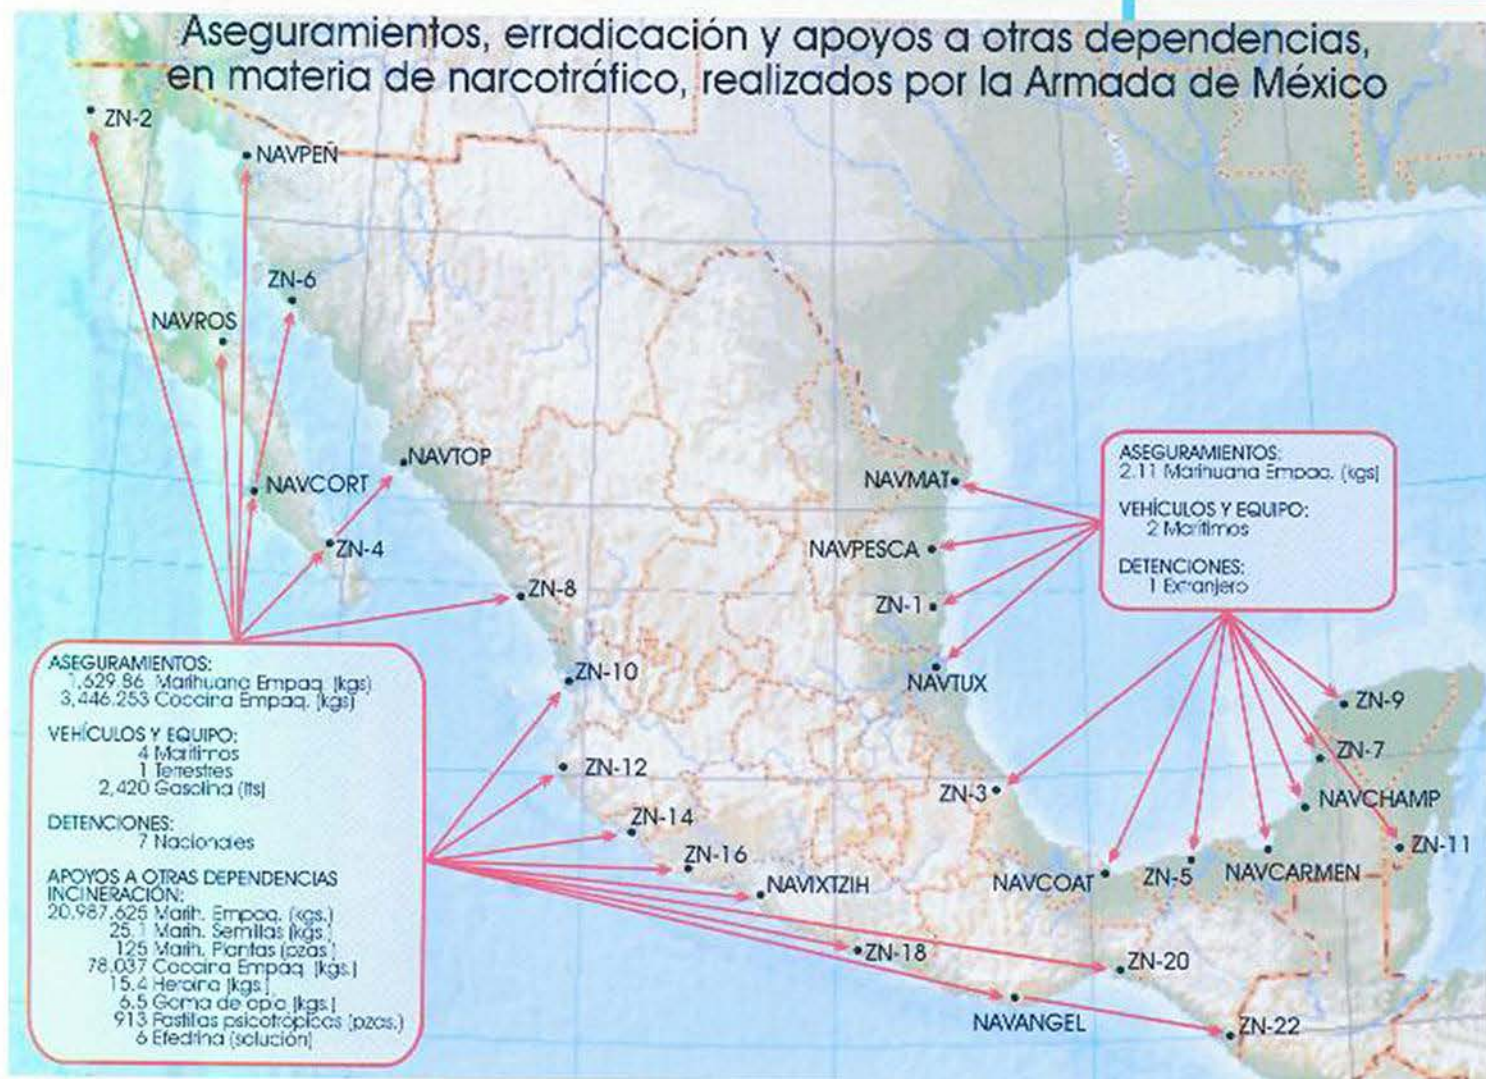 Aseguramientos, erradicación y apoyos a otras dependencias,
en materia de narcotráfico, realizados por la Armada de México
ZN-2
NAVPEÑ
ZN-6
NAVROS
NAVTOP
NAVCORT
ZN-4
ZN-8
ZN-10
ZN-12
ZN-14
ZN-16
NAVIXTZIH
ZN-18
ZN-20
NAVANGEL
ZN-22
NAVMAT
NAVPESCA
ZN-1
NAVTUX
ZN-3
NAVCOAT
ZN-5
NAVCARMEN
NAVCHAMP
ZN-11
ZN-7
ZN-9
ASEGURAMIENTOS:
2.11 Marihuana Empaq. (kgs)
VEHÍCULOS Y EQUIPO:
2 Marítimos
DETENCIONES:
1 Extranjero
ASEGURAMIENTOS:
1,629.86 Marihuana Empaq. (kgs)
3,446.253 Cocaina Empaq. (kgs)
VEHÍCULOS Y EQUIPO:
4 Marítimos
1 Terrestres
2,420 Gasolina (lts)
DETENCIONES:
7 Nacionales
APOYOS A OTRAS DEPENDENCIAS
INCINERACIÓN:
20,987.625 Marih. Empaq. (kgs.)
25.1 Marih. Semillas (kgs.)
125 Marih. Plantas (pzas.)
78.037 Cocaina Empaq. (kgs.)
15.4 Heroina (kgs.)
6.5 Goma de opio (kgs.)
913 Pastillas psicotrópicas (pzas.)
6 Efedrina (solución)